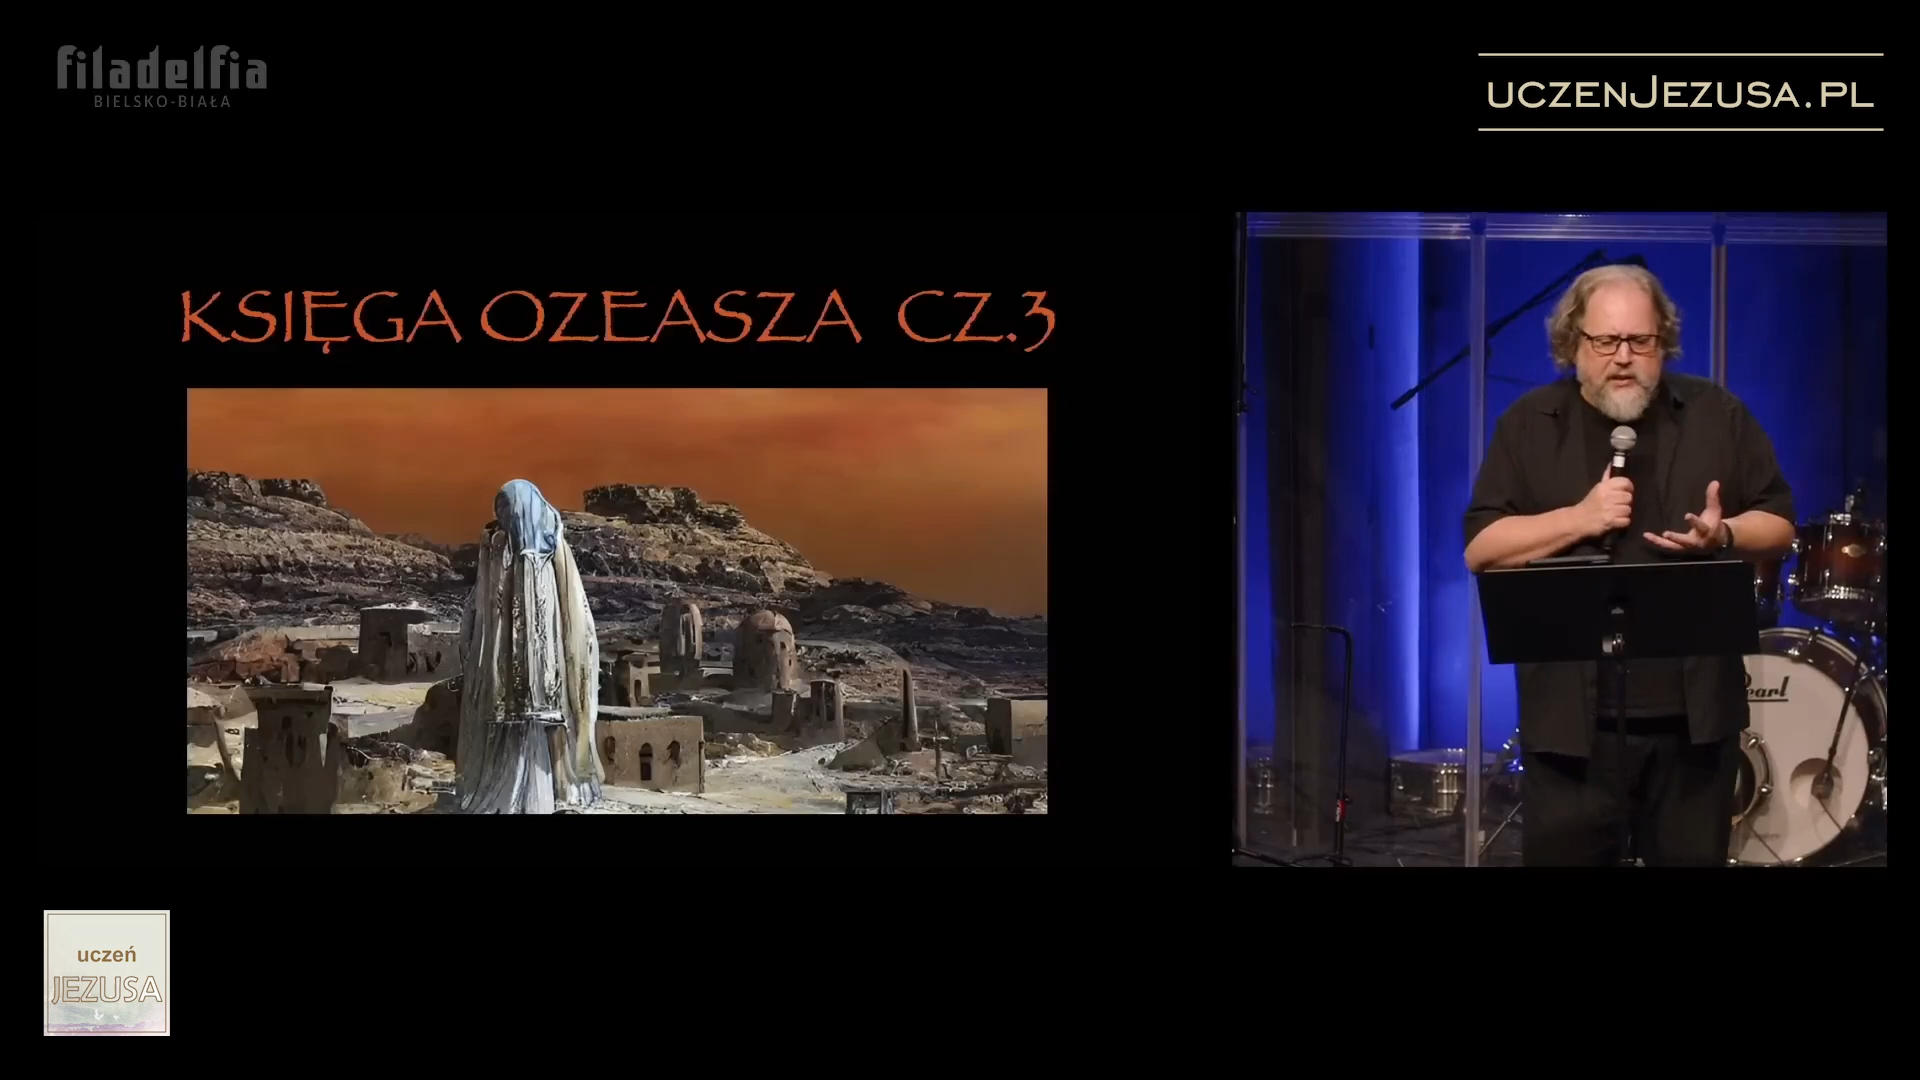 filadelfia
BIELSKO-BIAŁA
UCZENJEZUSA.PL
KSIĘGA OZEASZA CZ.3
Pearl
uczeń
JEZUSA